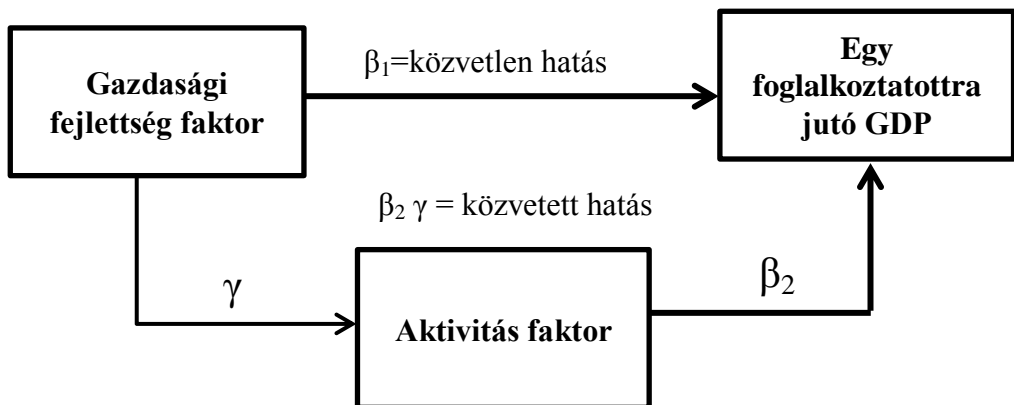 Gazdasági
fejlettség faktor
β₁=közvetlen hatás
Egy
foglalkoztatottra
jutó GDP
β₂ γ = közvetett hatás
γ
Aktivitás faktor
β₂